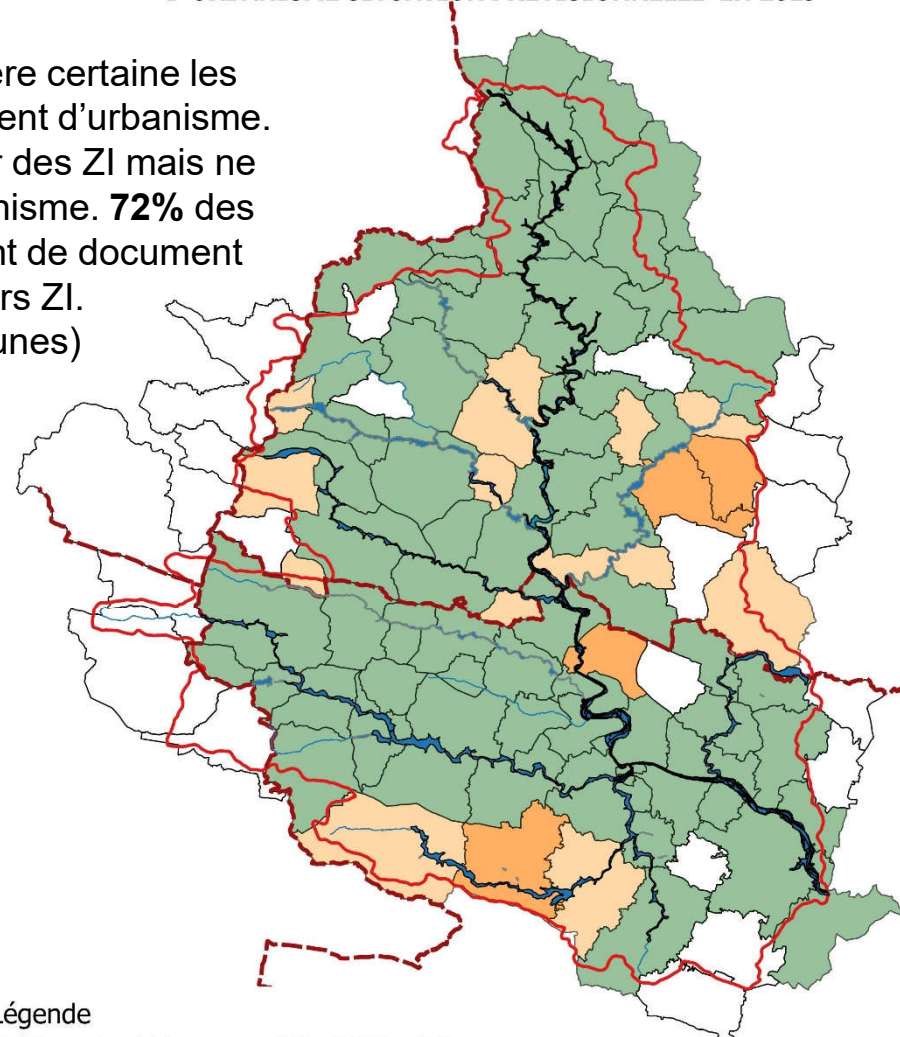 ère certaine les
ent d’urbanisme.
r des ZI mais ne
nisme. 72% des
nt de document
rs ZI.
unes)
Légende